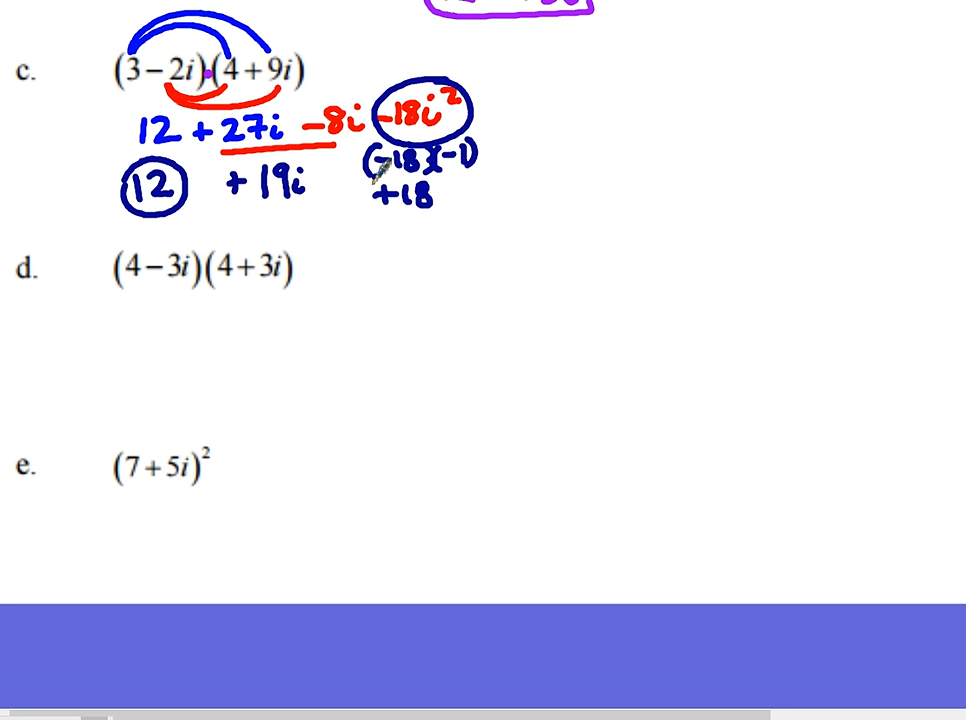 c. (3 − 2i)·(4 + 9i)
12 + 27i − 8i − 18i²
(−18)(−1)
12 + 19i + 18
d. (4 − 3i)(4 + 3i)
e. (7 + 5i)²